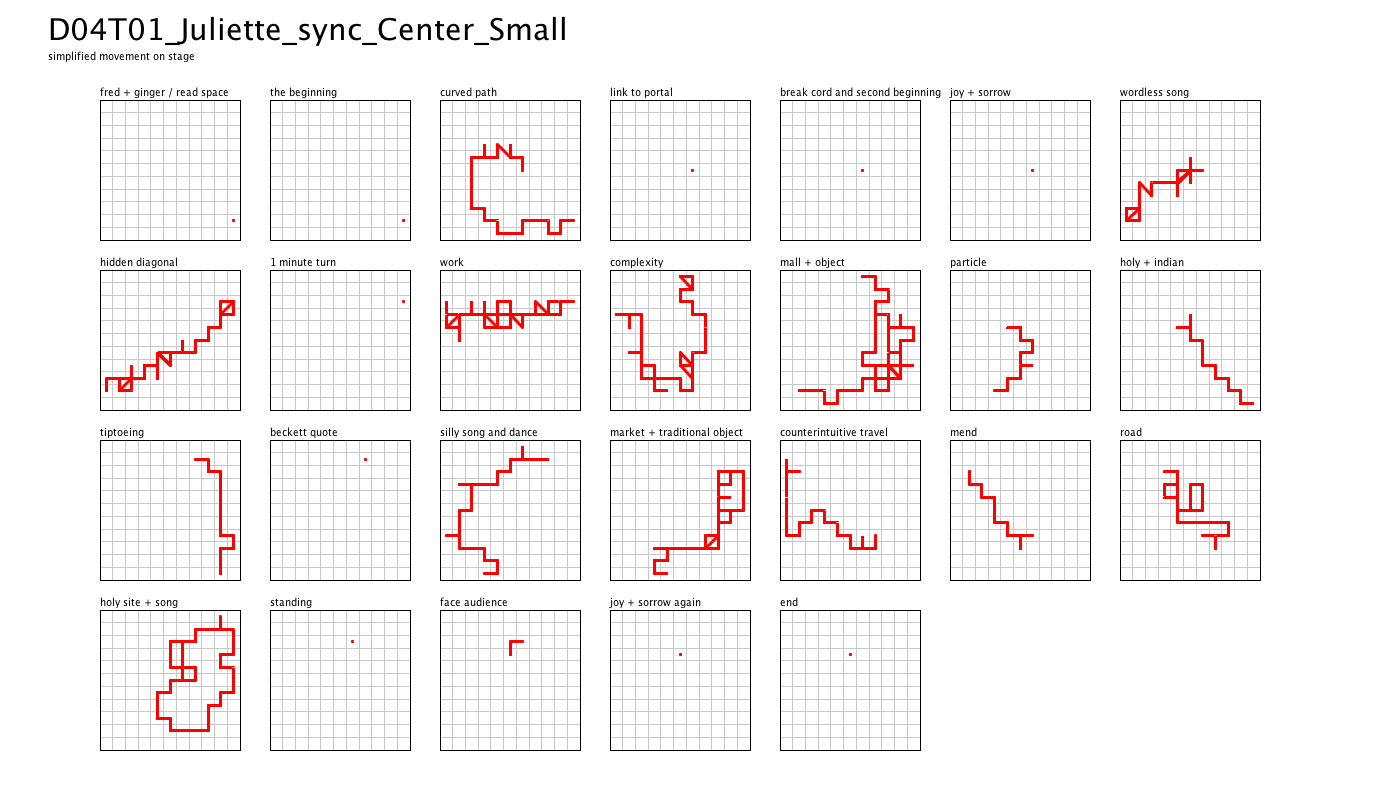 D04T01_Juliette_sync_Center_Small
simplified movement on stage
fred + ginger / read space
the beginning
curved path
link to portal
break cord and second beginning
joy + sorrow
wordless song
hidden diagonal
1 minute turn
work
complexity
mall + object
particle
holy + indian
tiptoeing
beckett quote
silly song and dance
market + traditional object
counterintuitive travel
mend
road
holy site + song
standing
face audience
joy + sorrow again
end